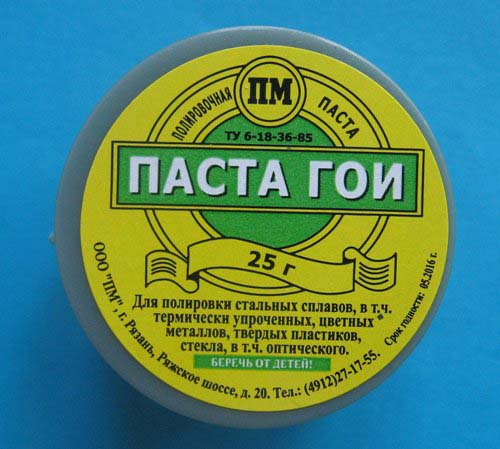 ПОЛИРОВОЧНАЯ
ПМ
ПАСТА
ТУ 6-18-36-85
ПАСТА ГОИ
25 г
Для полировки стальных сплавов, в т.ч.
термически упроченных, цветных
металлов, твердых пластиков,
стекла, в т.ч. оптического.
БЕРЕЧЬ ОТ ДЕТЕЙ!
ООО "ПМ", г. Рязань, Ряжское шоссе, д. 20. Тел.: (4912)27-17-55.
Срок годности: 05.2016 г.